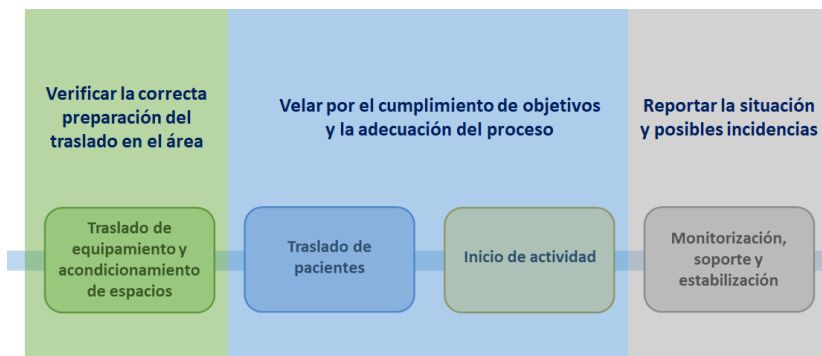 Verificar la correcta
preparación del
traslado en el área
Velar por el cumplimiento de objetivos
y la adecuación del proceso
Reportar la situación
y posibles incidencias
Traslado de
equipamiento y
acondicionamiento
de espacios
Traslado de
pacientes
Inicio de actividad
Monitorización,
soporte y
estabilización